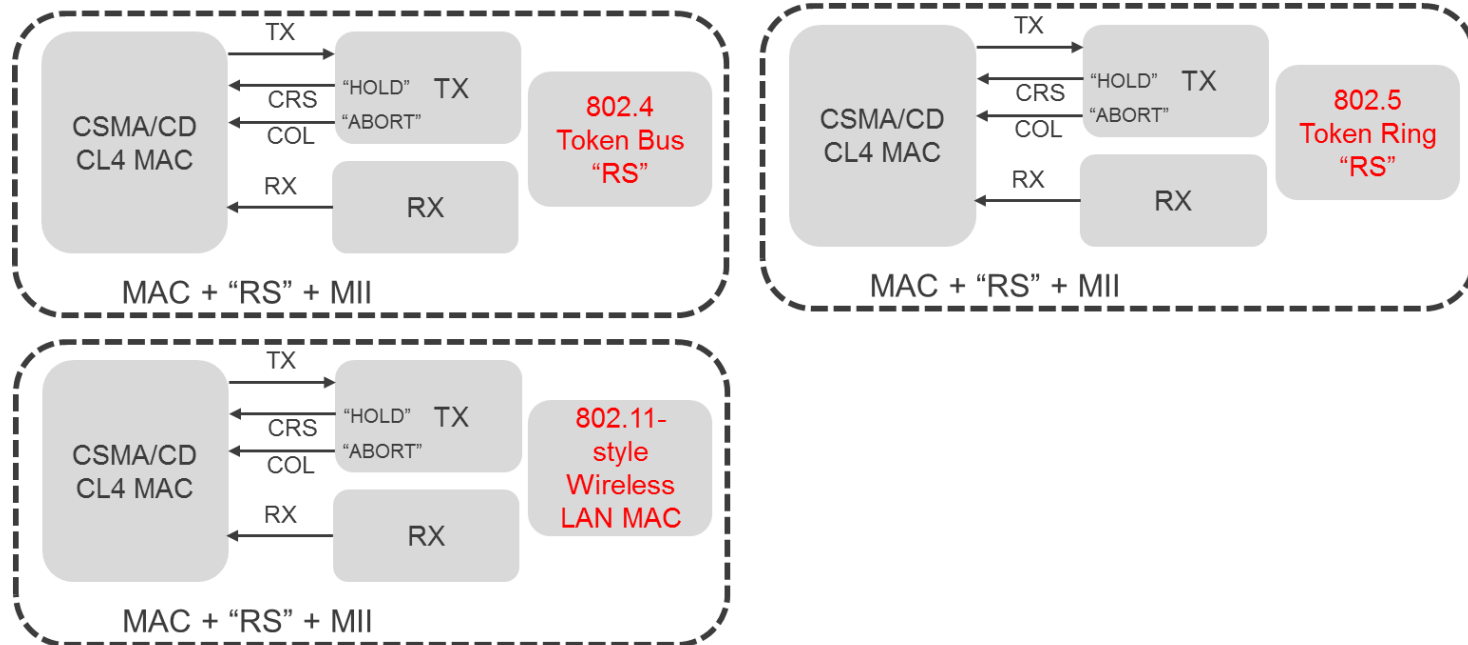 TX
"HOLD"
TX
CRS
"ABORT"
COL
CSMA/CD
CL4 MAC
RX
RX
802.4
Token Bus
"RS"
MAC + "RS" + MII
TX
"HOLD"
TX
CRS
"ABORT"
COL
CSMA/CD
CL4 MAC
RX
RX
802.5
Token Ring
"RS"
MAC + "RS" + MII
TX
"HOLD"
TX
CRS
"ABORT"
COL
CSMA/CD
CL4 MAC
RX
RX
802.11-
style
Wireless
LAN MAC
MAC + "RS" + MII